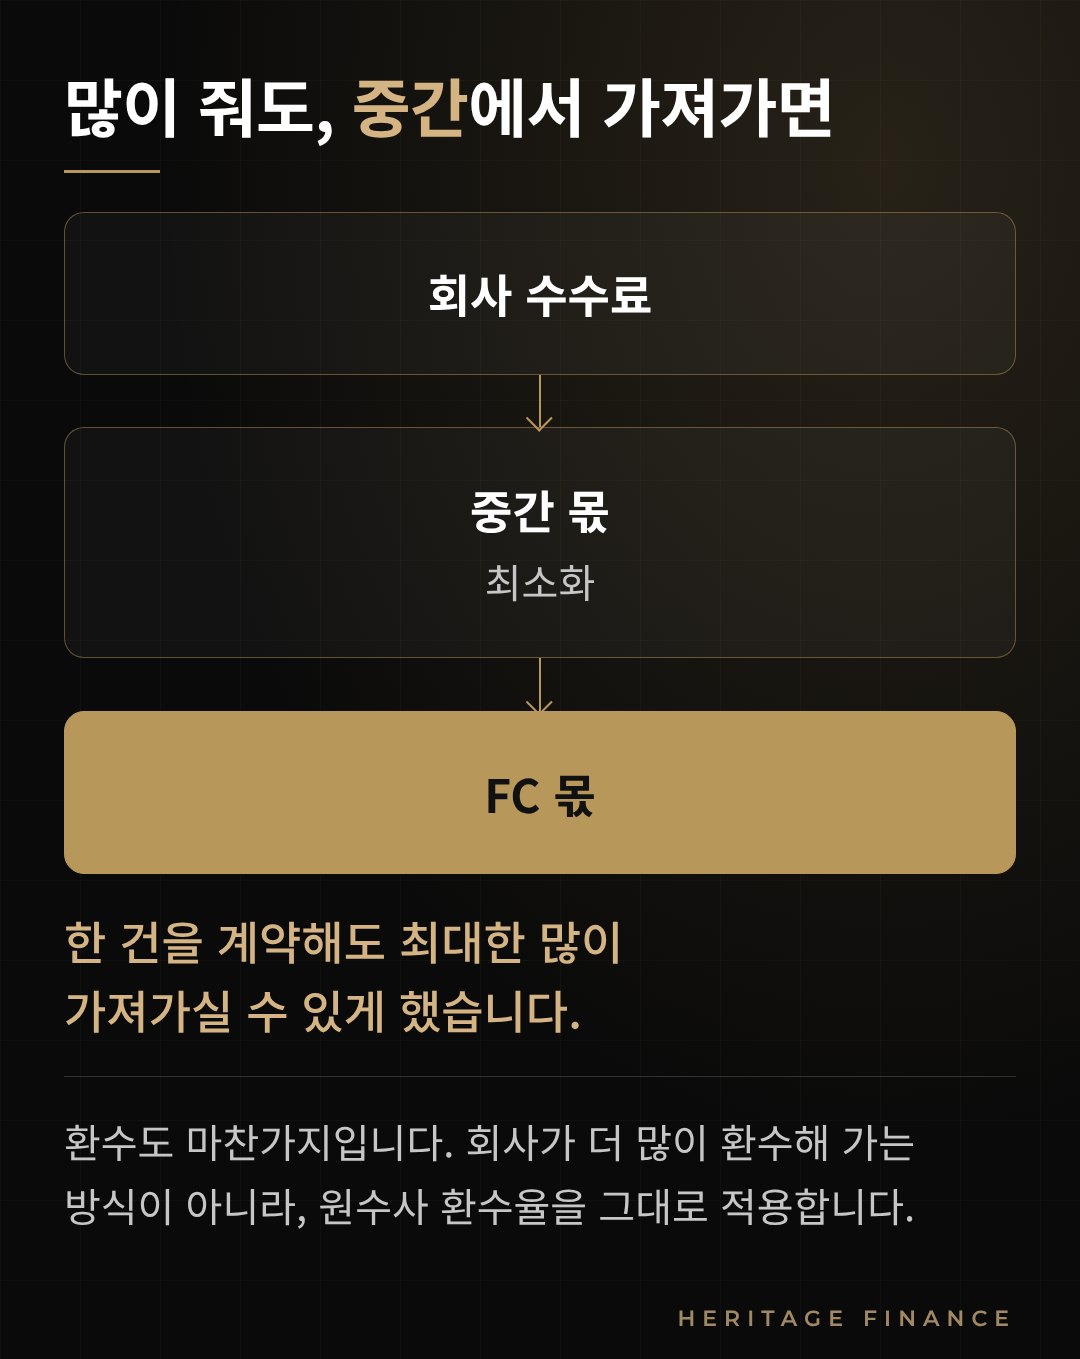 많이 줘도, 중간에서 가져가면
회사 수수료
중간 몫
최소화
FC 몫
한 건을 계약해도 최대한 많이
가져가실 수 있게 했습니다.
환수도 마찬가지입니다. 회사가 더 많이 환수해 가는
방식이 아니라, 원수사 환수율을 그대로 적용합니다.
HERITAGE FINANCE